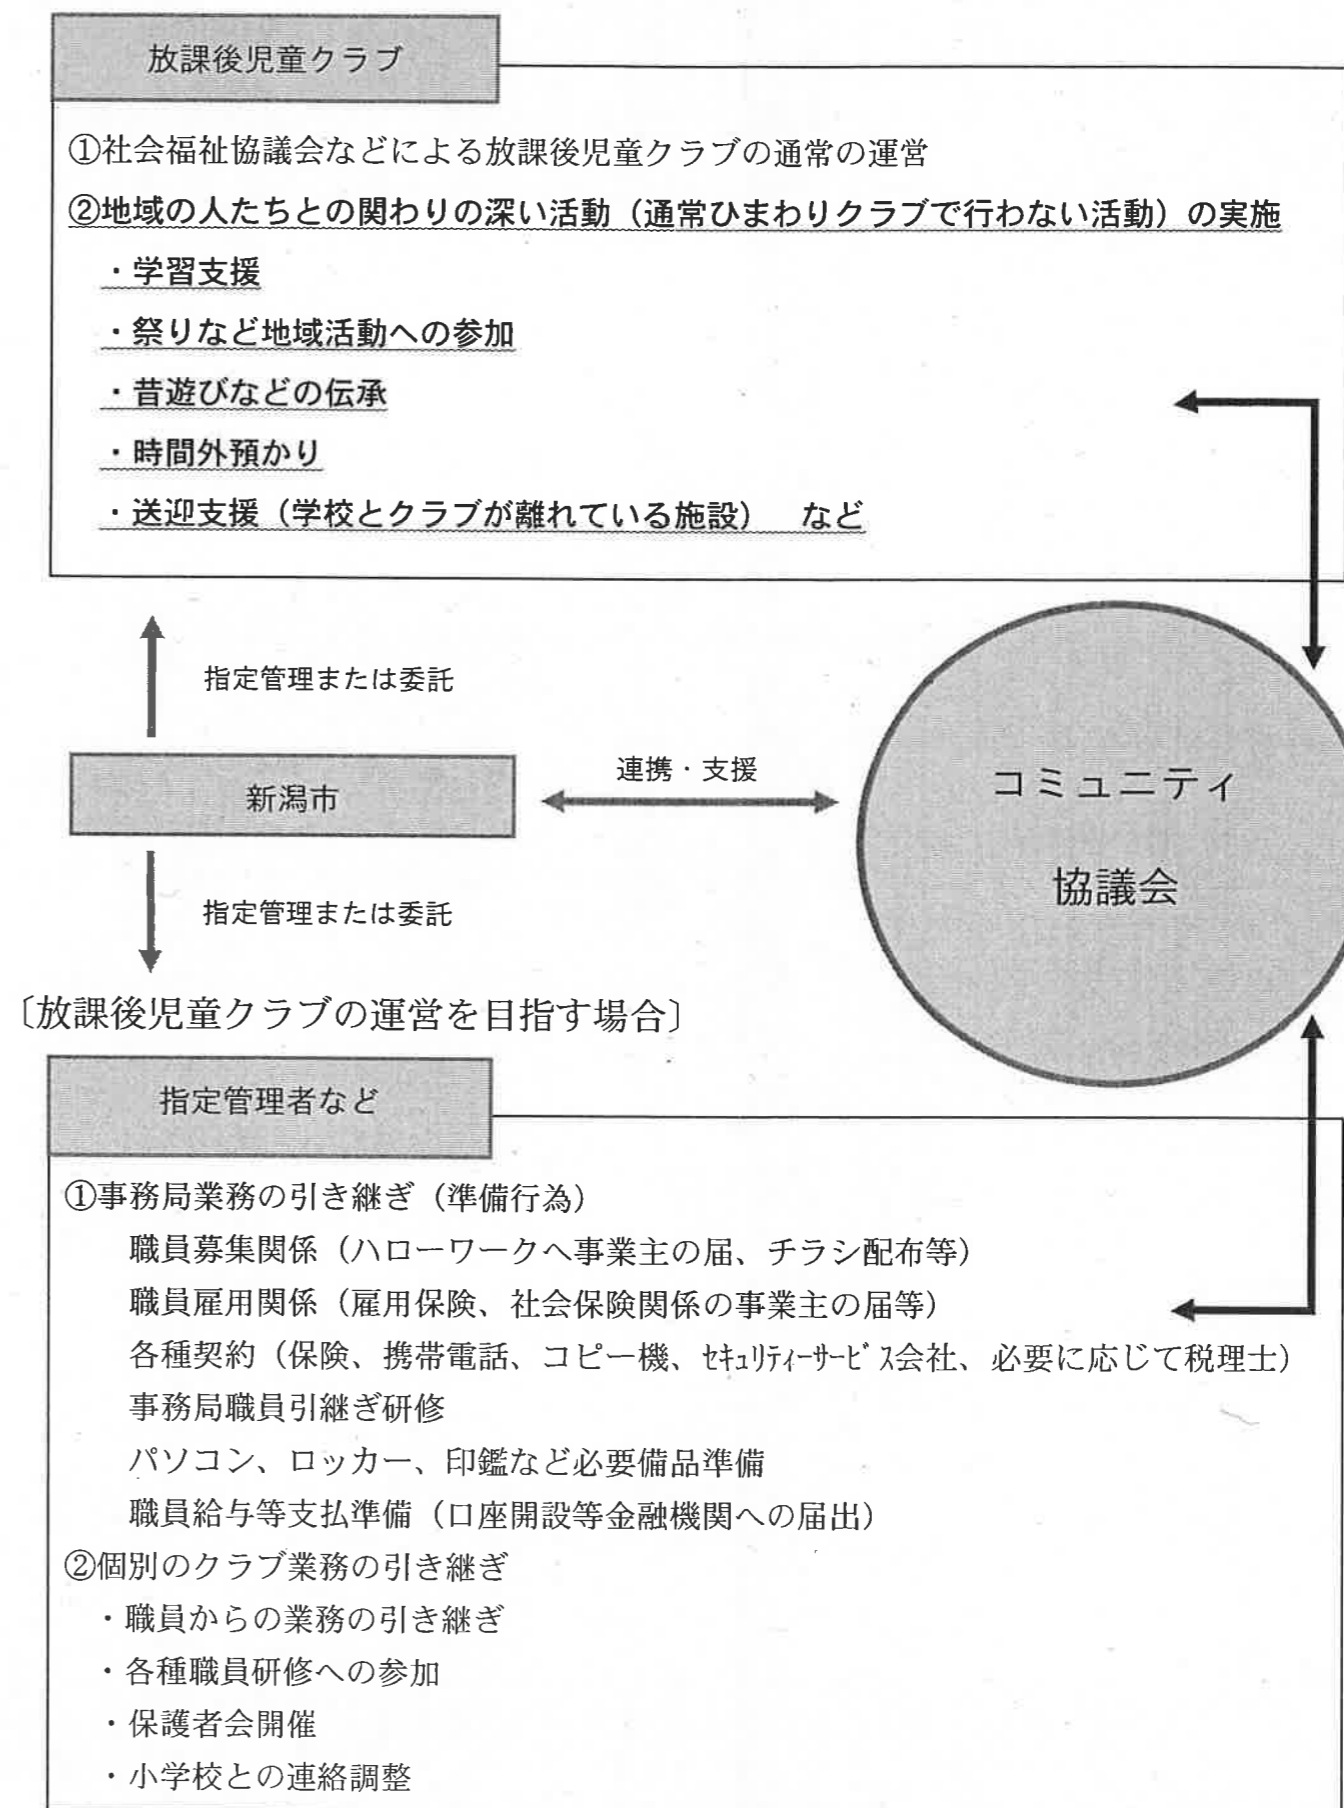 放課後児童クラブ
①社会福祉協議会などによる放課後児童クラブの通常の運営
②地域の人たちとの関わりの深い活動（通常ひまわりクラブで行わない活動）の実施
・学習支援
・祭りなど地域活動への参加
・昔遊びなどの伝承
・時間外預かり
・送迎支援（学校とクラブが離れている施設）　など
指定管理または委託
新潟市
連携・支援
コミュニティ
協議会
指定管理または委託
〔放課後児童クラブの運営を目指す場合〕
指定管理者など
①事務局業務の引き継ぎ（準備行為）
職員募集関係（ハローワークへ事業主の届、チラシ配布等）
職員雇用関係（雇用保険、社会保険関係の事業主の届等）
各種契約（保険、携帯電話、コピー機、ｾｷｭﾘﾃｨｰｻｰﾋﾞｽ会社、必要に応じて税理士）
事務局職員引継ぎ研修
パソコン、ロッカー、印鑑など必要備品準備
職員給与等支払準備（口座開設等金融機関への届出）
②個別のクラブ業務の引き継ぎ
・職員からの業務の引き継ぎ
・各種職員研修への参加
・保護者会開催
・小学校との連絡調整